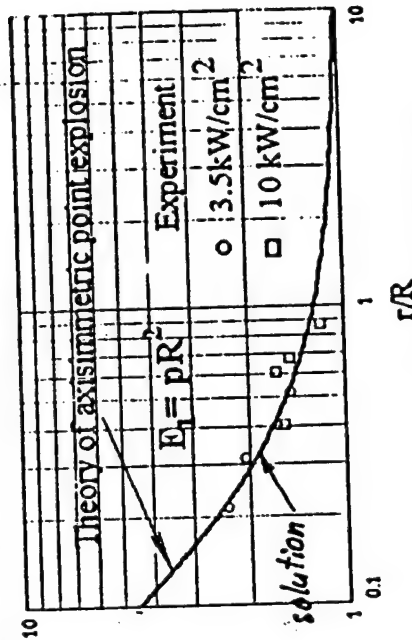 Theory of axisimmetric point explosion
E₁ = pR²
Experiment
○ 3.5kW/cm²
□ 10 kW/cm²
solution
10
1
0.1
1
10
r/R